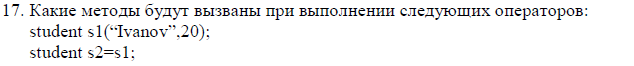 17. Какие методы будут вызваны при выполнении следующих операторов:
student s1(“Ivanov”,20);
student s2=s1;